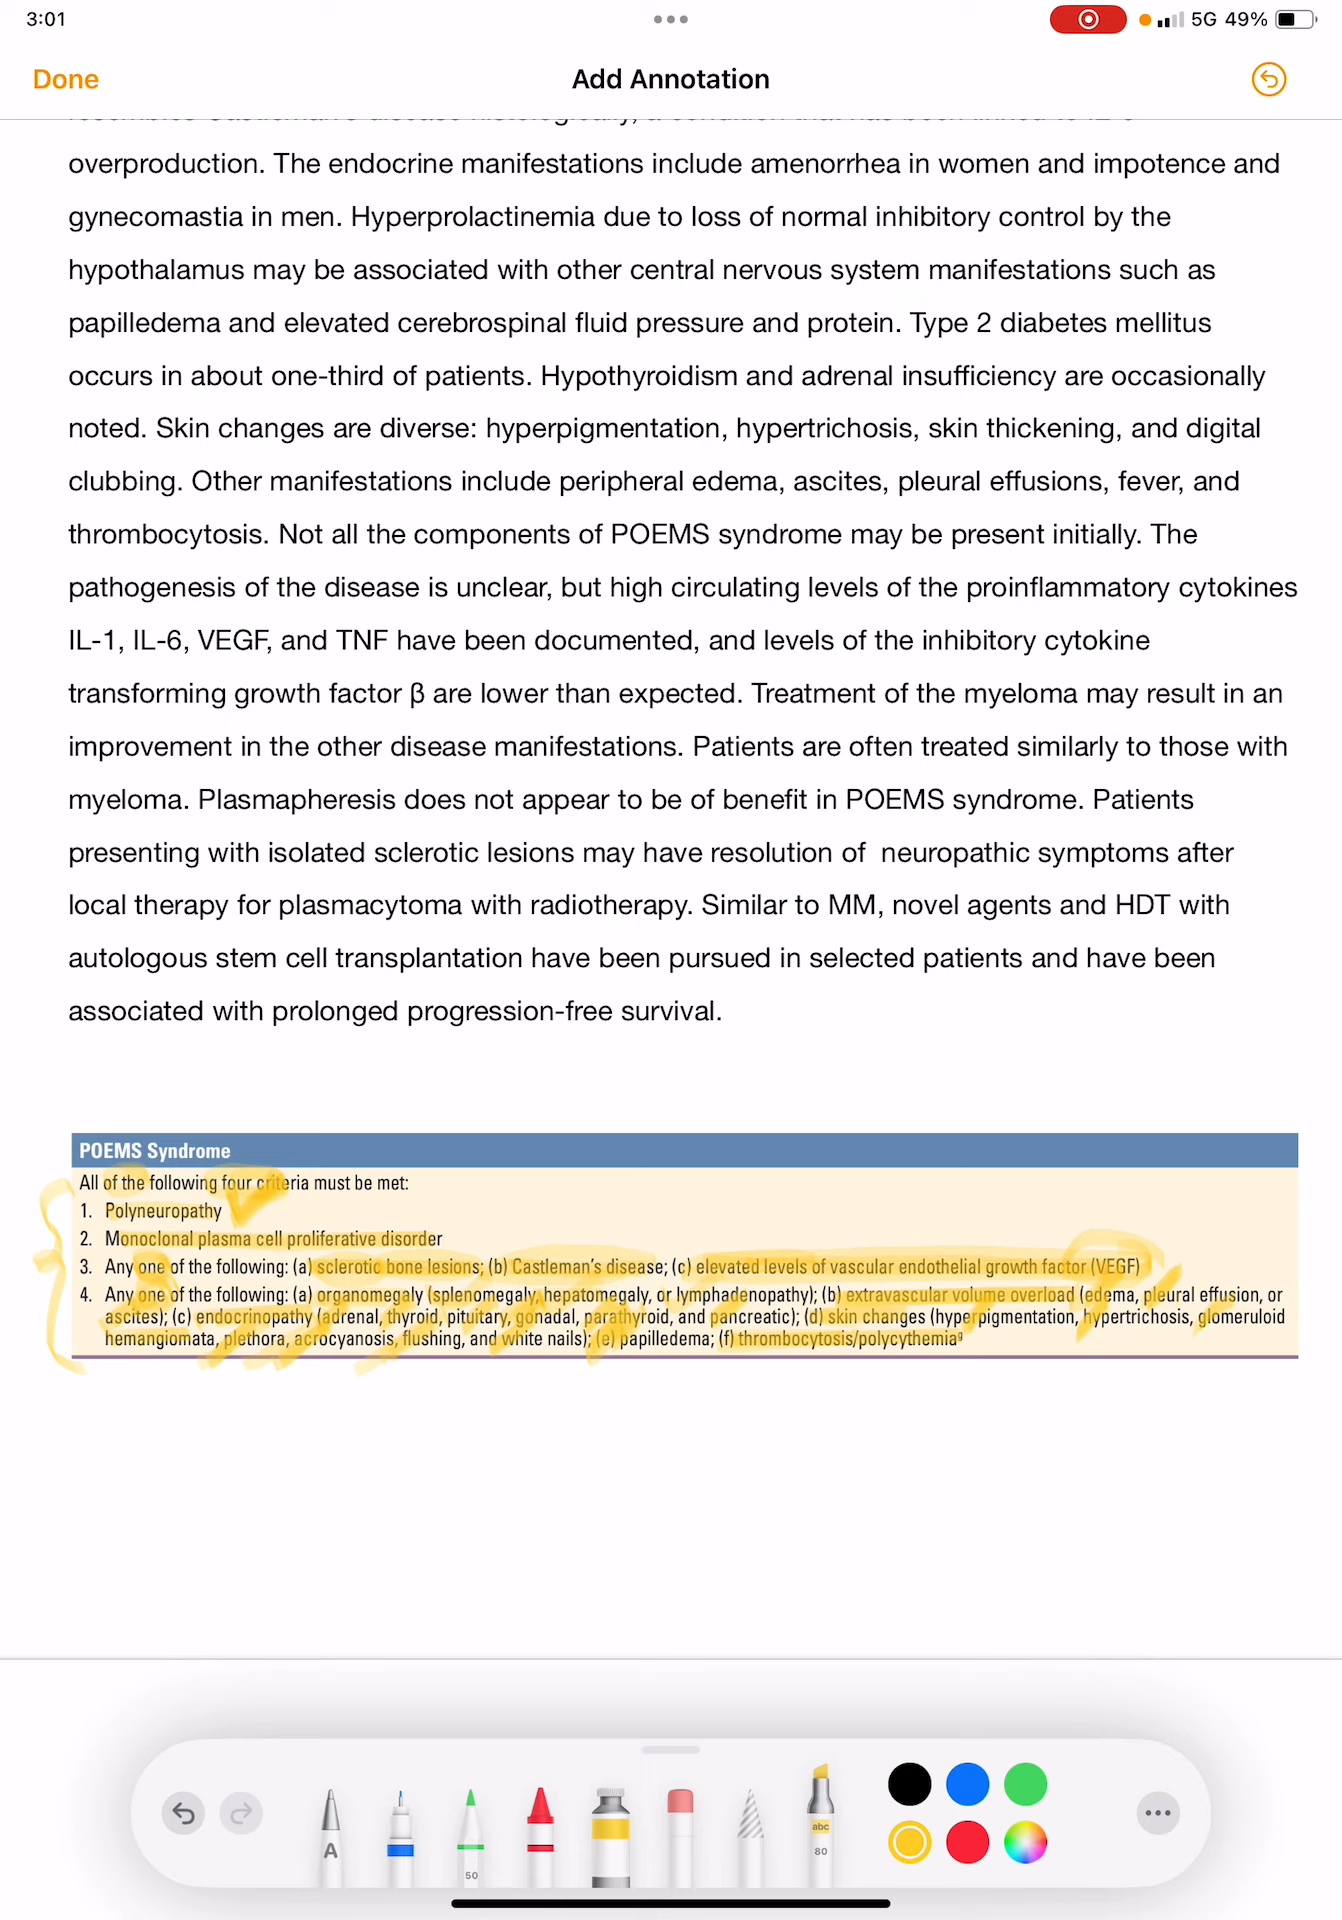 3:01
5G 49%
Done
Add Annotation
overproduction. The endocrine manifestations include amenorrhea in women and impotence and
gynecomastia in men. Hyperprolactinemia due to loss of normal inhibitory control by the
hypothalamus may be associated with other central nervous system manifestations such as
papilledema and elevated cerebrospinal fluid pressure and protein. Type 2 diabetes mellitus
occurs in about one-third of patients. Hypothyroidism and adrenal insufficiency are occasionally
noted. Skin changes are diverse: hyperpigmentation, hypertrichosis, skin thickening, and digital
clubbing. Other manifestations include peripheral edema, ascites, pleural effusions, fever, and
thrombocytosis. Not all the components of POEMS syndrome may be present initially. The
pathogenesis of the disease is unclear, but high circulating levels of the proinflammatory cytokines
IL-1, IL-6, VEGF, and TNF have been documented, and levels of the inhibitory cytokine
transforming growth factor β are lower than expected. Treatment of the myeloma may result in an
improvement in the other disease manifestations. Patients are often treated similarly to those with
myeloma. Plasmapheresis does not appear to be of benefit in POEMS syndrome. Patients
presenting with isolated sclerotic lesions may have resolution of neuropathic symptoms after
local therapy for plasmacytoma with radiotherapy. Similar to MM, novel agents and HDT with
autologous stem cell transplantation have been pursued in selected patients and have been
associated with prolonged progression-free survival.
POEMS Syndrome
All of the following four criteria must be met:
1. Polyneuropathy
2. Monoclonal plasma cell proliferative disorder
3. Any one of the following: (a) sclerotic bone lesions; (b) Castleman's disease; (c) elevated levels of vascular endothelial growth factor (VEGF)
4. Any one of the following: (a) organomegaly (splenomegaly, hepatomegaly, or lymphadenopathy); (b) extravascular volume overload (edema, pleural effusion, or
ascites); (c) endocrinopathy (adrenal, thyroid, pituitary, gonadal, parathyroid, and pancreatic); (d) skin changes (hyperpigmentation, hypertrichosis, glomeruloid
hemangiomata, plethora, acrocyanosis, flushing, and white nails); (e) papilledema; (f) thrombocytosis/polycythemiaᵍ
A
50
abc
80